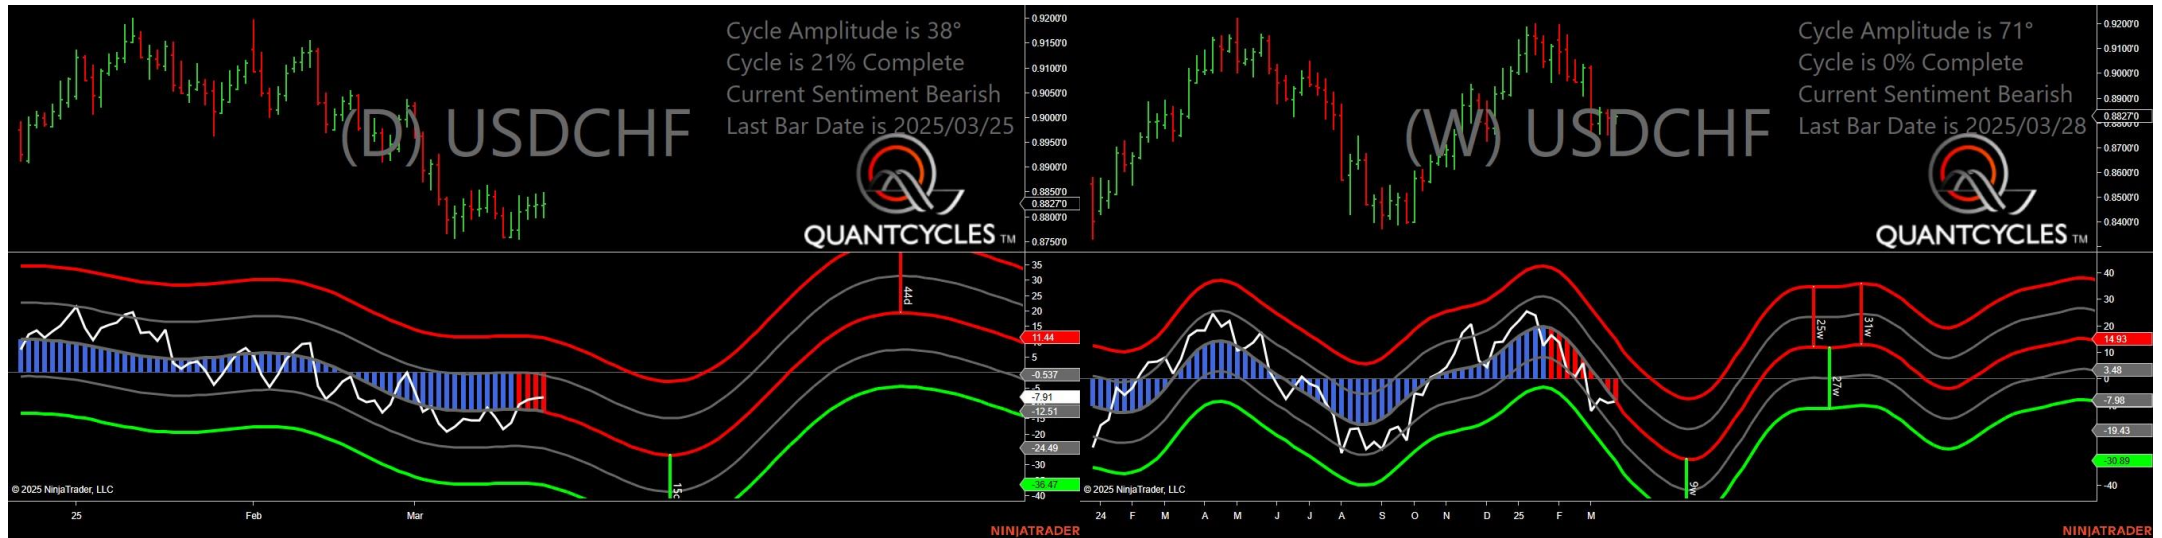 Cycle Amplitude is 38°
Cycle is 21% Complete
Current Sentiment Bearish
Last Bar Date is 2025/03/25
(D) USDCHF
QUANTCYCLES TM
0.9200'0
0.9150'0
0.9100'0
0.9050'0
0.9000'0
0.8950'0
0.8900'0
0.8850'0
0.8827'0
0.8800'0
0.8750'0
35
30
25
20
15
11.44
5
-0.537
-5
-7.91
-12.51
-15
-20
-24.49
-30
-36.47
-40
44d
© 2025 NinjaTrader, LLC
25
Feb
Mar
NINJATRADER
Cycle Amplitude is 71°
Cycle is 0% Complete
Current Sentiment Bearish
Last Bar Date is 2025/03/28
(W) USDCHF
QUANTCYCLES TM
0.9200'0
0.9100'0
0.9000'0
0.8900'0
0.8827'0
0.8700'0
0.8600'0
0.8500'0
0.8400'0
40
30
20
14.93
10
3.48
0
-7.98
-19.43
-30.89
-40
25w
31w
27w
9w
© 2025 NinjaTrader, LLC
24 F M A M J J A S O N D 25 F M
NINJATRADER